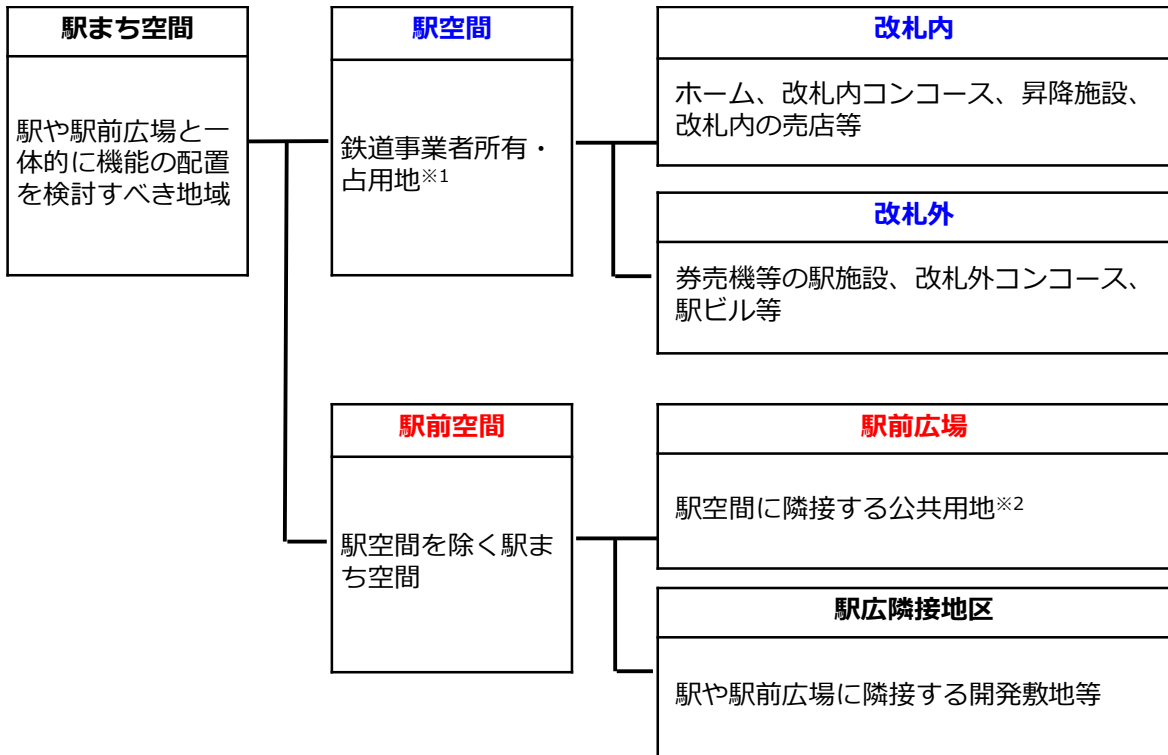 駅まち空間
駅や駅前広場と一
体的に機能の配置
を検討すべき地域
駅空間
鉄道事業者所有・
占用地※1
改札内
ホーム、改札内コンコース、昇降施設、
改札内の売店等
改札外
券売機等の駅施設、改札外コンコース、
駅ビル等
駅前空間
駅空間を除く駅ま
ち空間
駅前広場
駅空間に隣接する公共用地※2
駅広隣接地区
駅や駅前広場に隣接する開発敷地等